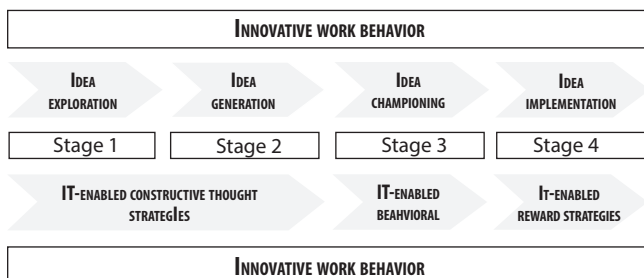 INNOVATIVE WORK BEHAVIOR
IDEA EXPLORATION
IDEA GENERATION
IDEA CHAMPIONING
IDEA IMPLEMENTATION
Stage 1
Stage 2
Stage 3
Stage 4
IT-ENABLED CONSTRUCTIVE THOUGHT
STRATEGIES
IT-ENABLED
BEAHVIORAL
IT-ENABLED
REWARD STRATEGIES
INNOVATIVE WORK BEHAVIOR